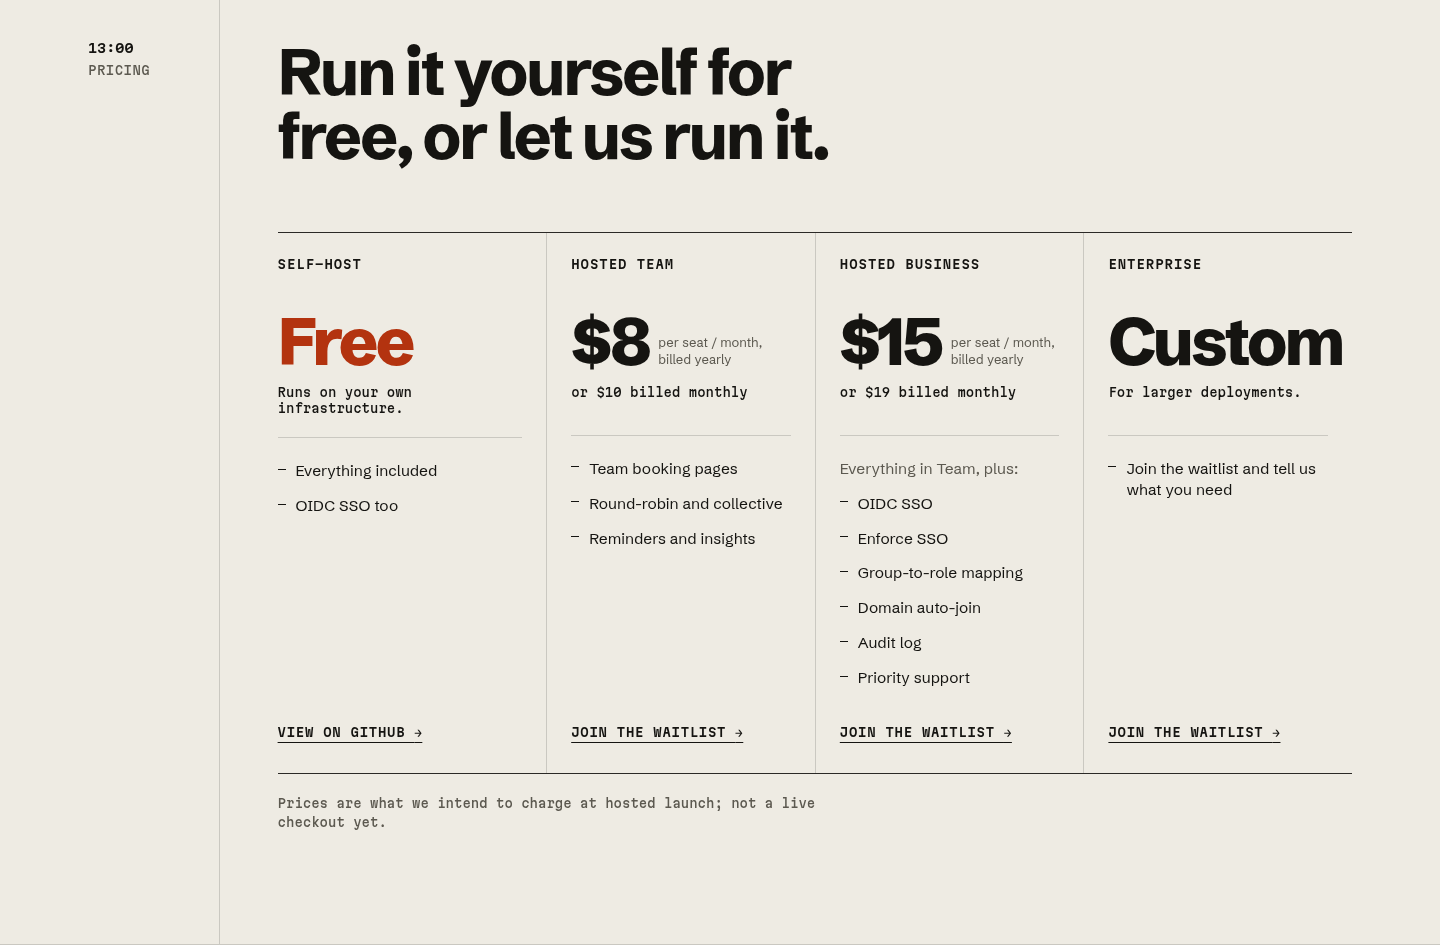 13:00
PRICING
Run it yourself for
free, or let us run it.
SELF-HOST
Free
Runs on your own
infrastructure.
– Everything included
– OIDC SSO too
VIEW ON GITHUB →
HOSTED TEAM
$8 per seat / month,
billed yearly
or $10 billed monthly
– Team booking pages
– Round-robin and collective
– Reminders and insights
JOIN THE WAITLIST →
HOSTED BUSINESS
$15 per seat / month,
billed yearly
or $19 billed monthly
Everything in Team, plus:
– OIDC SSO
– Enforce SSO
– Group-to-role mapping
– Domain auto-join
– Audit log
– Priority support
JOIN THE WAITLIST →
ENTERPRISE
Custom
For larger deployments.
– Join the waitlist and tell us
what you need
JOIN THE WAITLIST →
Prices are what we intend to charge at hosted launch; not a live
checkout yet.